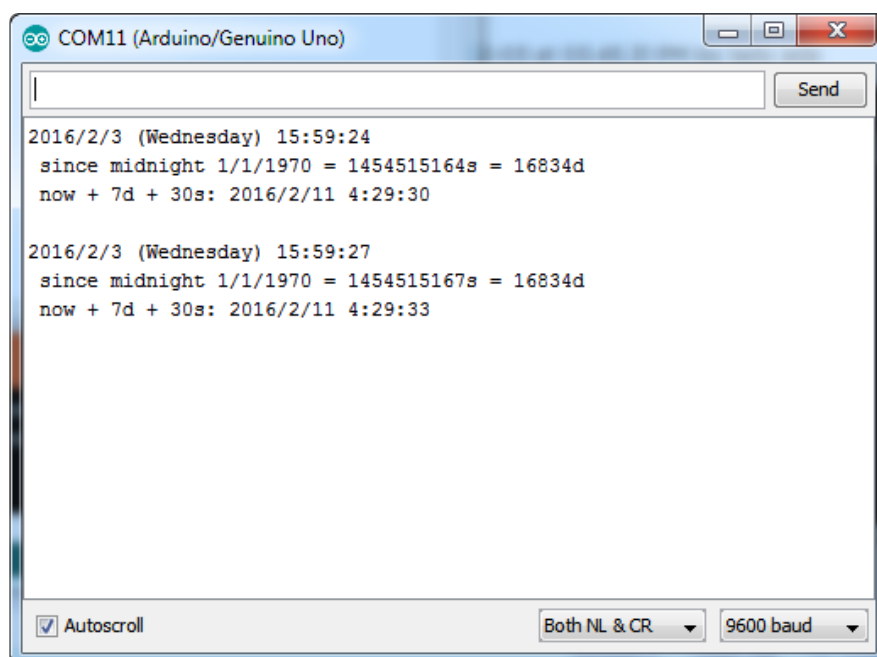 COM11 (Arduino/Genuino Uno)
Send
2016/2/3 (Wednesday) 15:59:24
since midnight 1/1/1970 = 1454515164s = 16834d
now + 7d + 30s: 2016/2/11 4:29:30
2016/2/3 (Wednesday) 15:59:27
since midnight 1/1/1970 = 1454515167s = 16834d
now + 7d + 30s: 2016/2/11 4:29:33
Autoscroll
Both NL & CR
9600 baud